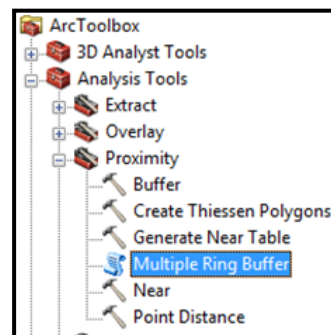 ArcToolbox
3D Analyst Tools
Analysis Tools
Extract
Overlay
Proximity
Buffer
Create Thiessen Polygons
Generate Near Table
Multiple Ring Buffer
Near
Point Distance